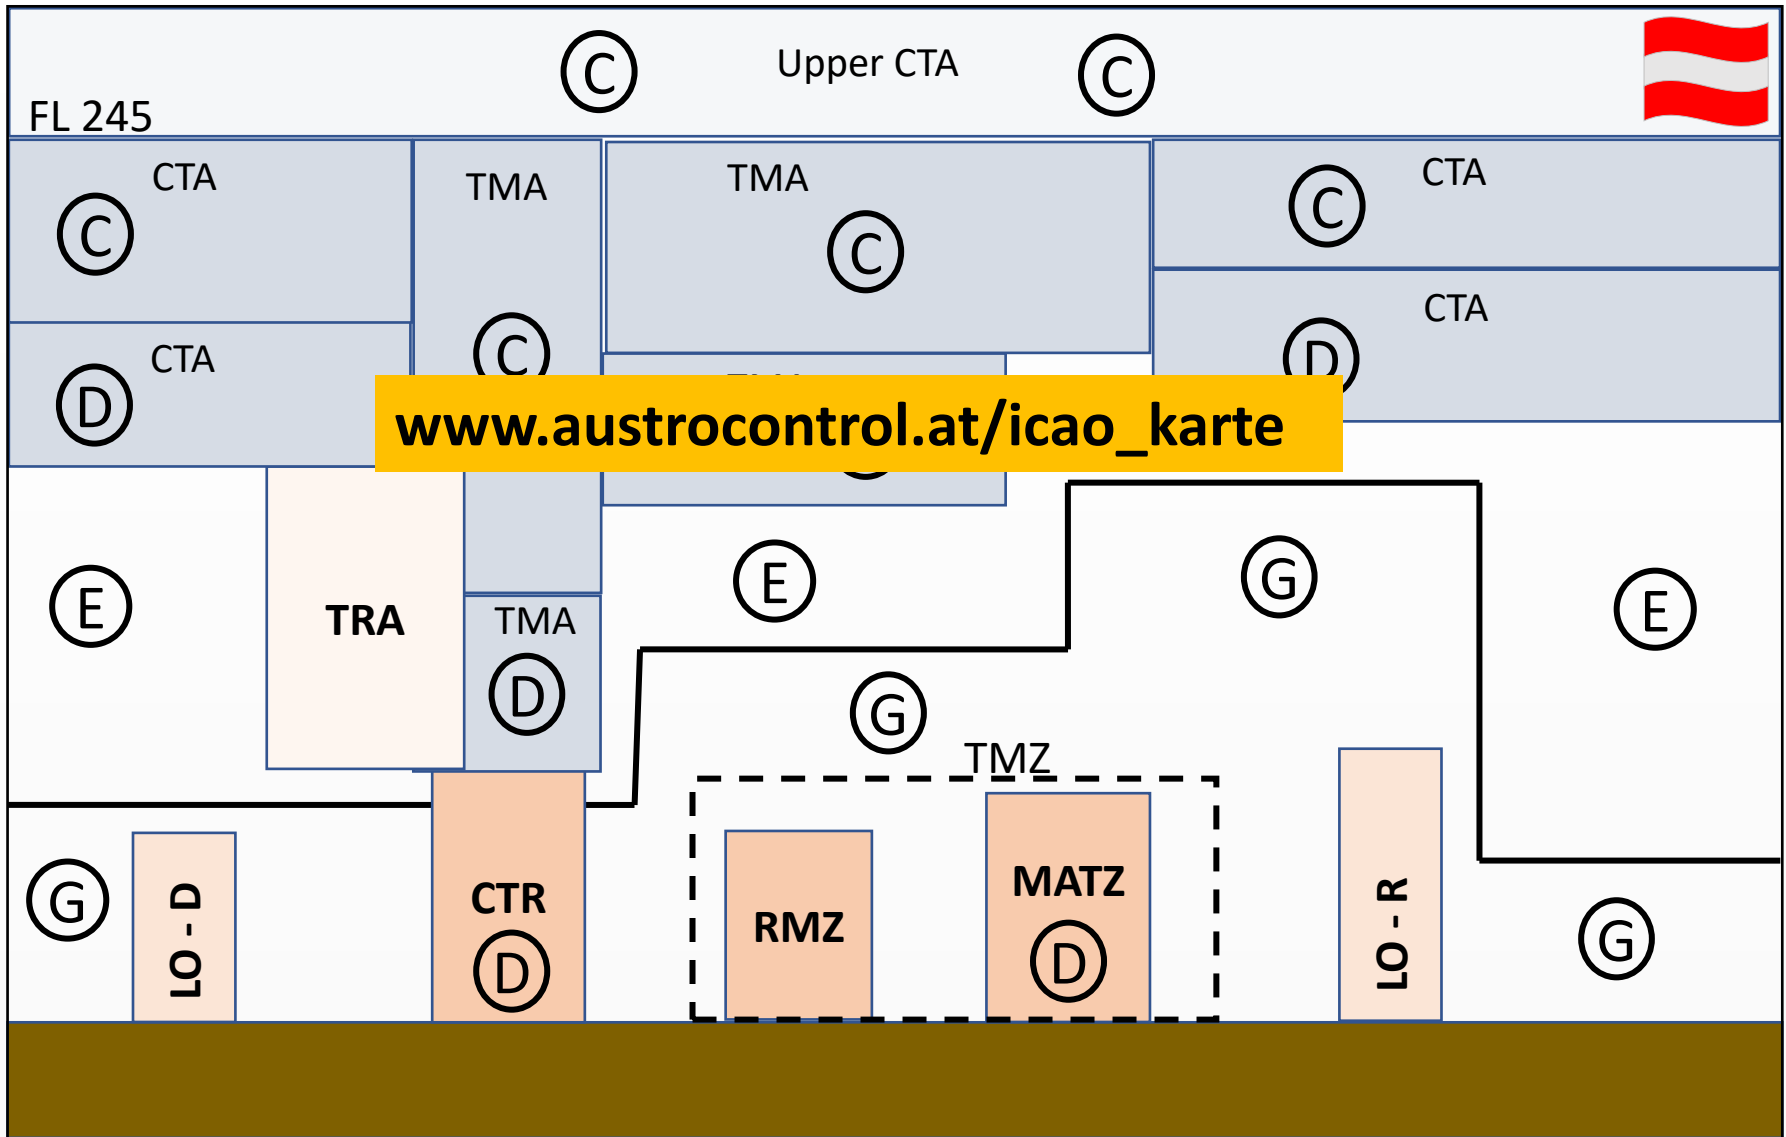 C
Upper CTA
C
FL 245
CTA
TMA
TMA
CTA
C
C
C
C
CTA
CTA
D
D
www.austrocontrol.at/icao_karte
E
TRA
TMA
D
E
G
E
G
TMZ
G
LO - D
CTR
D
RMZ
MATZ
D
LO - R
G